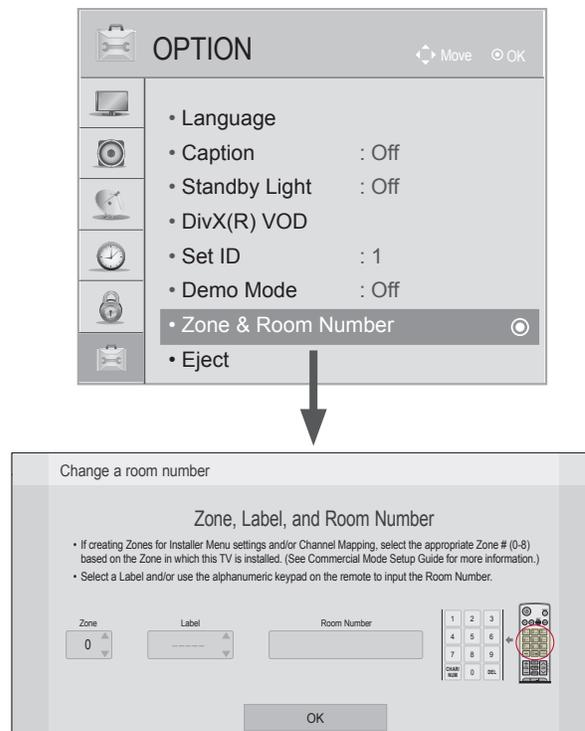 OPTION
Move
OK
• Language
• Caption : Off
• Standby Light : Off
• DivX(R) VOD
• Set ID : 1
• Demo Mode : Off
• Zone & Room Number
• Eject
Change a room number
Zone, Label, and Room Number
• If creating Zones for Installer Menu settings and/or Channel Mapping, select the appropriate Zone # (0-8)
based on the Zone in which this TV is installed. (See Commercial Mode Setup Guide for more information.)
• Select a Label and/or use the alphanumeric keypad on the remote to input the Room Number.
Zone Label Room Number
0 -----
1 2 3
4 5 6
7 8 9
CHAR/
NUM 0 DEL
OK